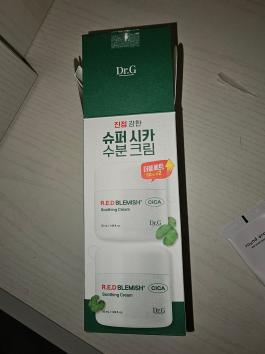 Dr.G
진정 강한
슈퍼 시카
수분 크림
R.E.D BLEMISH
CICA
Soothing Cream
Dr.G
R.E.D BLEMISH
CICA
Soothing Cream